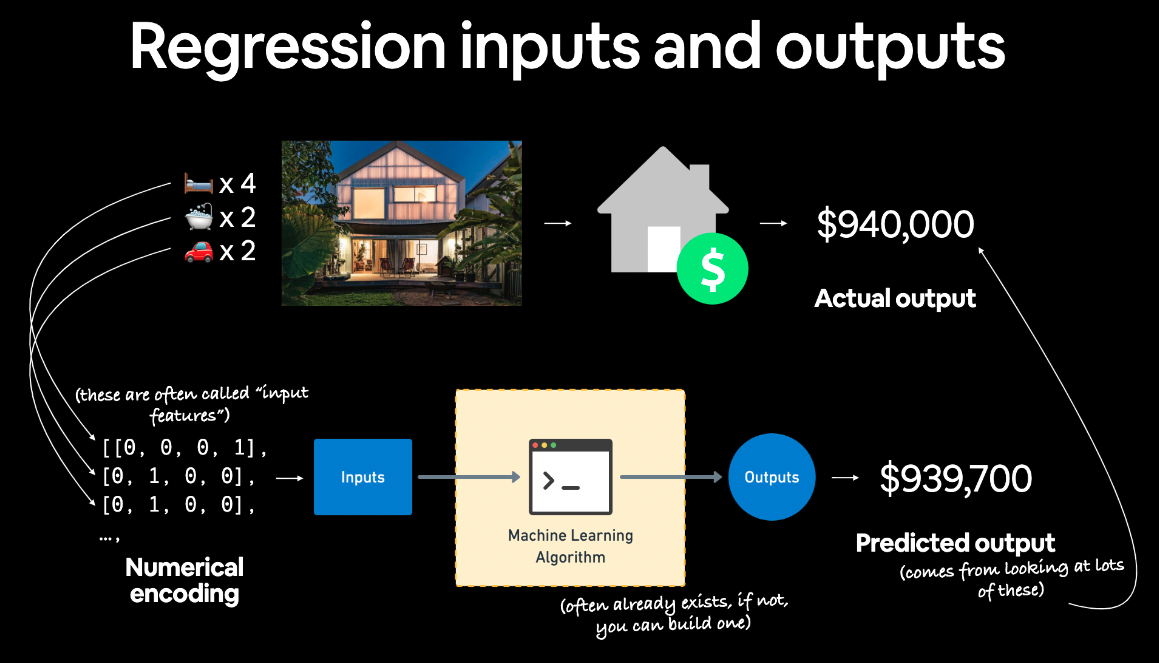 Regression inputs and outputs
x 4
x 2
x 2
$
$940,000
Actual output
(these are often called “input
features”)
[[0, 0, 0, 1],
[0, 1, 0, 0],
[0, 1, 0, 0],
…,
Numerical
encoding
Inputs
Machine Learning
Algorithm
(often already exists, if not,
you can build one)
Outputs
$939,700
Predicted output
(comes from looking at lots
of these)